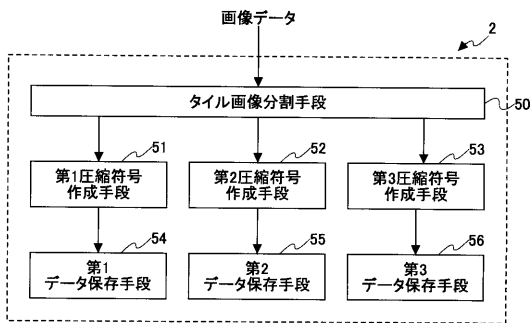 画像データ
2
タイル画像分割手段
50
51
52
53
第1圧縮符号
作成手段
第2圧縮符号
作成手段
第3圧縮符号
作成手段
54
55
56
第1
データ保存手段
第2
データ保存手段
第3
データ保存手段